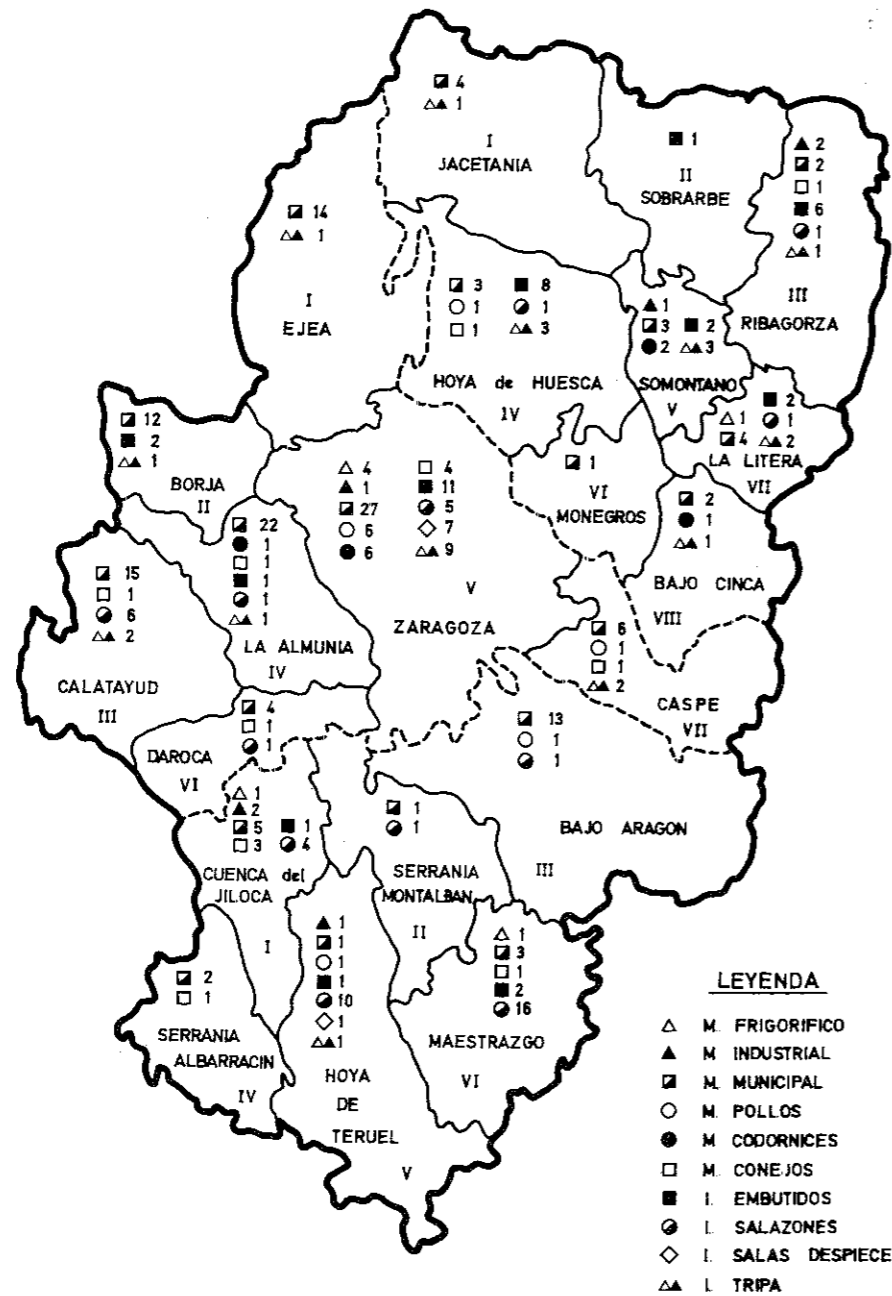 4
1
I
JACETANIA
1
II
SOBRARBE
2
2
1
6
1
1
III
RIBAGORZA
14
1
I
EJEA
3 8
1 1
1 3
HOYA de HUESCA
IV
1
3 2
2 3
SOMONTANO
V
2
1 1
4 2
LA LITERA
VII
12
2
1
BORJA
II
4 4
1 11
27 5
6 7
6 9
V
ZARAGOZA
1
VI
MONEGROS
2
1
1
BAJO CINCA
VIII
22
1
1
1
1
1
LA ALMUNIA
IV
15
1
6
2
CALATAYUD
III
6
1
1
2
CASPE
VII
4
1
1
DAROCA
VI
13
1
1
BAJO ARAGON
III
1
2
5 1
3 4
CUENCA del
JILOCA
I
1
1
SERRANIA
MONTALBAN
II
1
1
1
1
10
1
1
HOYA
DE
TERUEL
V
1
3
1
2
16
MAESTRAZGO
VI
2
1
SERRANIA
ALBARRACIN
IV
LEYENDA
M. FRIGORIFICO
M INDUSTRIAL
M. MUNICIPAL
M. POLLOS
M CODORNICES
M. CONEJOS
I. EMBUTIDOS
I. SALAZONES
I. SALAS DESPIECE
I. TRIPA